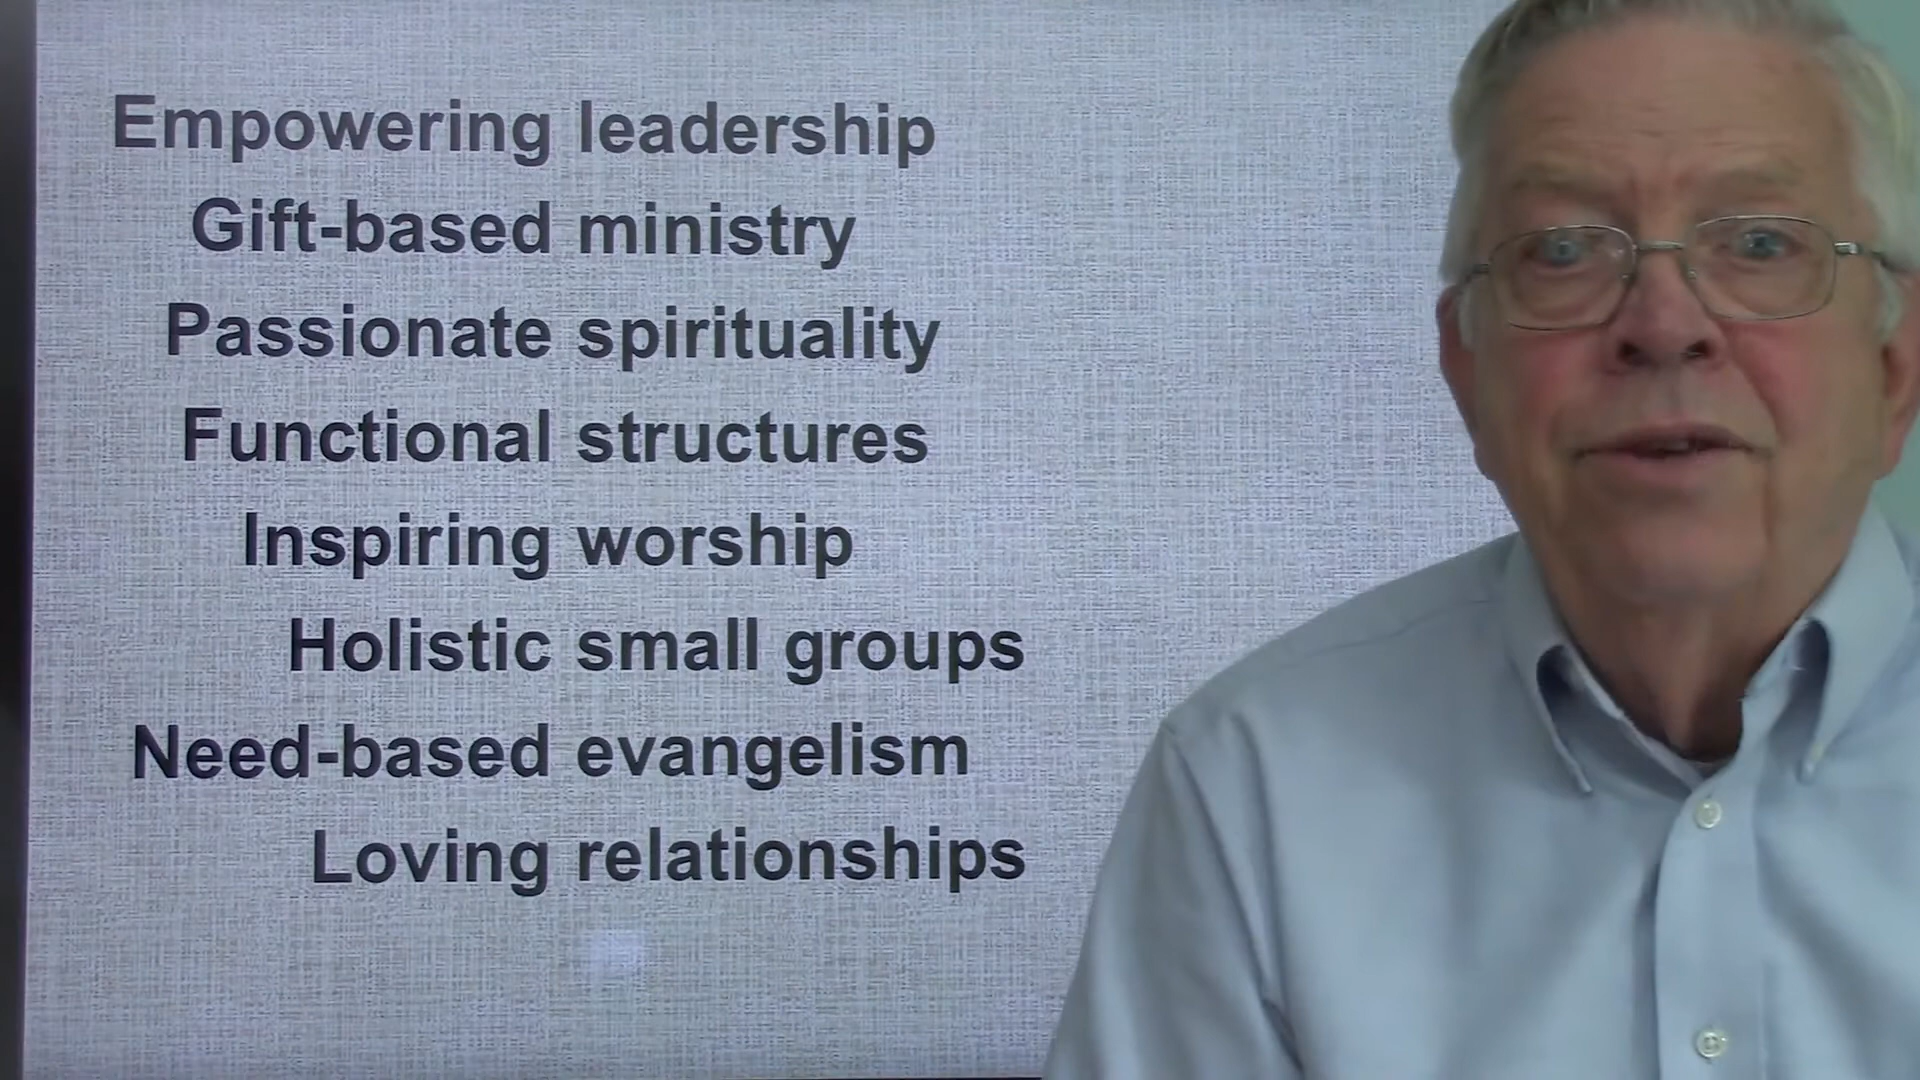 Empowering leadership
Gift-based ministry
Passionate spirituality
Functional structures
Inspiring worship
Holistic small groups
Need-based evangelism
Loving relationships